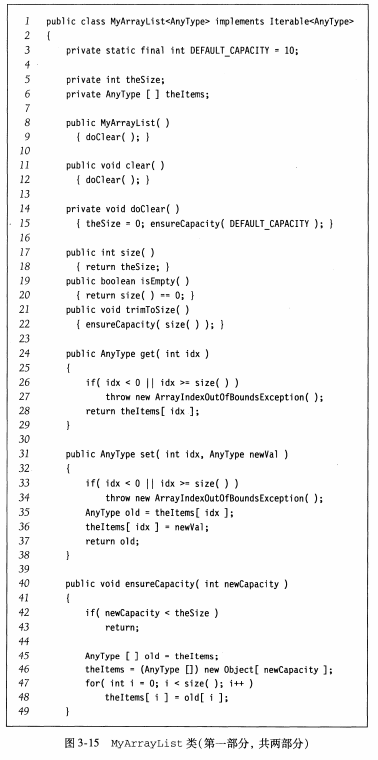 1 public class MyArrayList<AnyType> implements Iterable<AnyType>
2 {
3     private static final int DEFAULT_CAPACITY = 10;
4
5     private int theSize;
6     private AnyType [ ] theItems;
7
8     public MyArrayList( )
9       { doClear( ); }
10
11     public void clear( )
12       { doClear( ); }
13
14     private void doClear( )
15       { theSize = 0; ensureCapacity( DEFAULT_CAPACITY ); }
16
17     public int size( )
18       { return theSize; }
19     public boolean isEmpty( )
20       { return size( ) == 0; }
21     public void trimToSize( )
22       { ensureCapacity( size( ) ); }
23
24     public AnyType get( int idx )
25     {
26         if( idx < 0 || idx >= size( ) )
27             throw new ArrayIndexOutOfBoundsException( );
28         return theItems[ idx ];
29     }
30
31     public AnyType set( int idx, AnyType newVal )
32     {
33         if( idx < 0 || idx >= size( ) )
34             throw new ArrayIndexOutOfBoundsException( );
35         AnyType old = theItems[ idx ];
36         theItems[ idx ] = newVal;
37         return old;
38     }
39
40     public void ensureCapacity( int newCapacity )
41     {
42         if( newCapacity < theSize )
43             return;
44
45         AnyType [ ] old = theItems;
46         theItems = (AnyType []) new Object[ newCapacity ];
47         for( int i = 0; i < size( ); i++ )
48             theItems[ i ] = old[ i ];
49     }
图3-15 MyArrayList 类(第一部分, 共两部分)